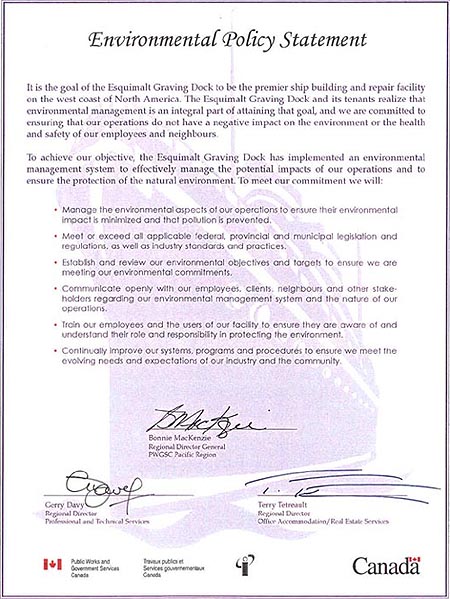 Environmental Policy Statement
It is the goal of the Esquimalt Graving Dock to be the premier ship building and repair facility
on the west coast of North America. The Esquimalt Graving Dock and its tenants realize that
environmental management is an integral part of attaining that goal, and we are committed to
ensuring that our operations do not have a negative impact on the environment or the health
and safety of our employees and neighbours.
To achieve our objective, the Esquimalt Graving Dock has implemented an environmental
management system to effectively manage the potential impacts of our operations and to
ensure the protection of the natural environment. To meet our commitment we will:
• Manage the environmental aspects of our operations to ensure their environmental
impact is minimized and that pollution is prevented.
• Meet or exceed all applicable federal, provincial and municipal legislation and
regulations, as well as industry standards and practices.
• Establish and review our environmental objectives and targets to ensure we are
meeting our environmental commitments.
• Communicate openly with our employees, clients, neighbours and other stake-
holders regarding our environmental management system and the nature of our
operations.
• Train our employees and the users of our facility to ensure they are aware of and
understand their role and responsibility in protecting the environment.
• Continually improve our systems, programs and procedures to ensure we meet the
evolving needs and expectations of our industry and the community.
Bonnie MacKenzie
Regional Director General
PWGSC Pacific Region
Gerry Davy
Regional Director
Professional and Technical Services
Terry Tetreault
Regional Director
Office Accommodation/Real Estate Services
Public Works and
Government Services
Canada
Travaux publics et
Services gouvernementaux
Canada
Canada